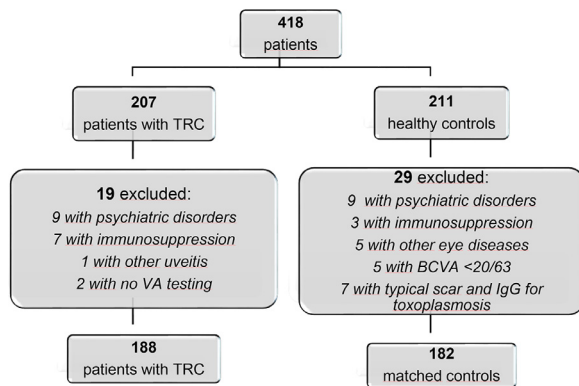 418
patients
207
patients with TRC
211
healthy controls
19 excluded:
9 with psychiatric disorders
7 with immunosuppression
1 with other uveitis
2 with no VA testing
29 excluded:
9 with psychiatric disorders
3 with immunosuppression
5 with other eye diseases
5 with BCVA <20/63
7 with typical scar and IgG for
toxoplasmosis
188
patients with TRC
182
matched controls